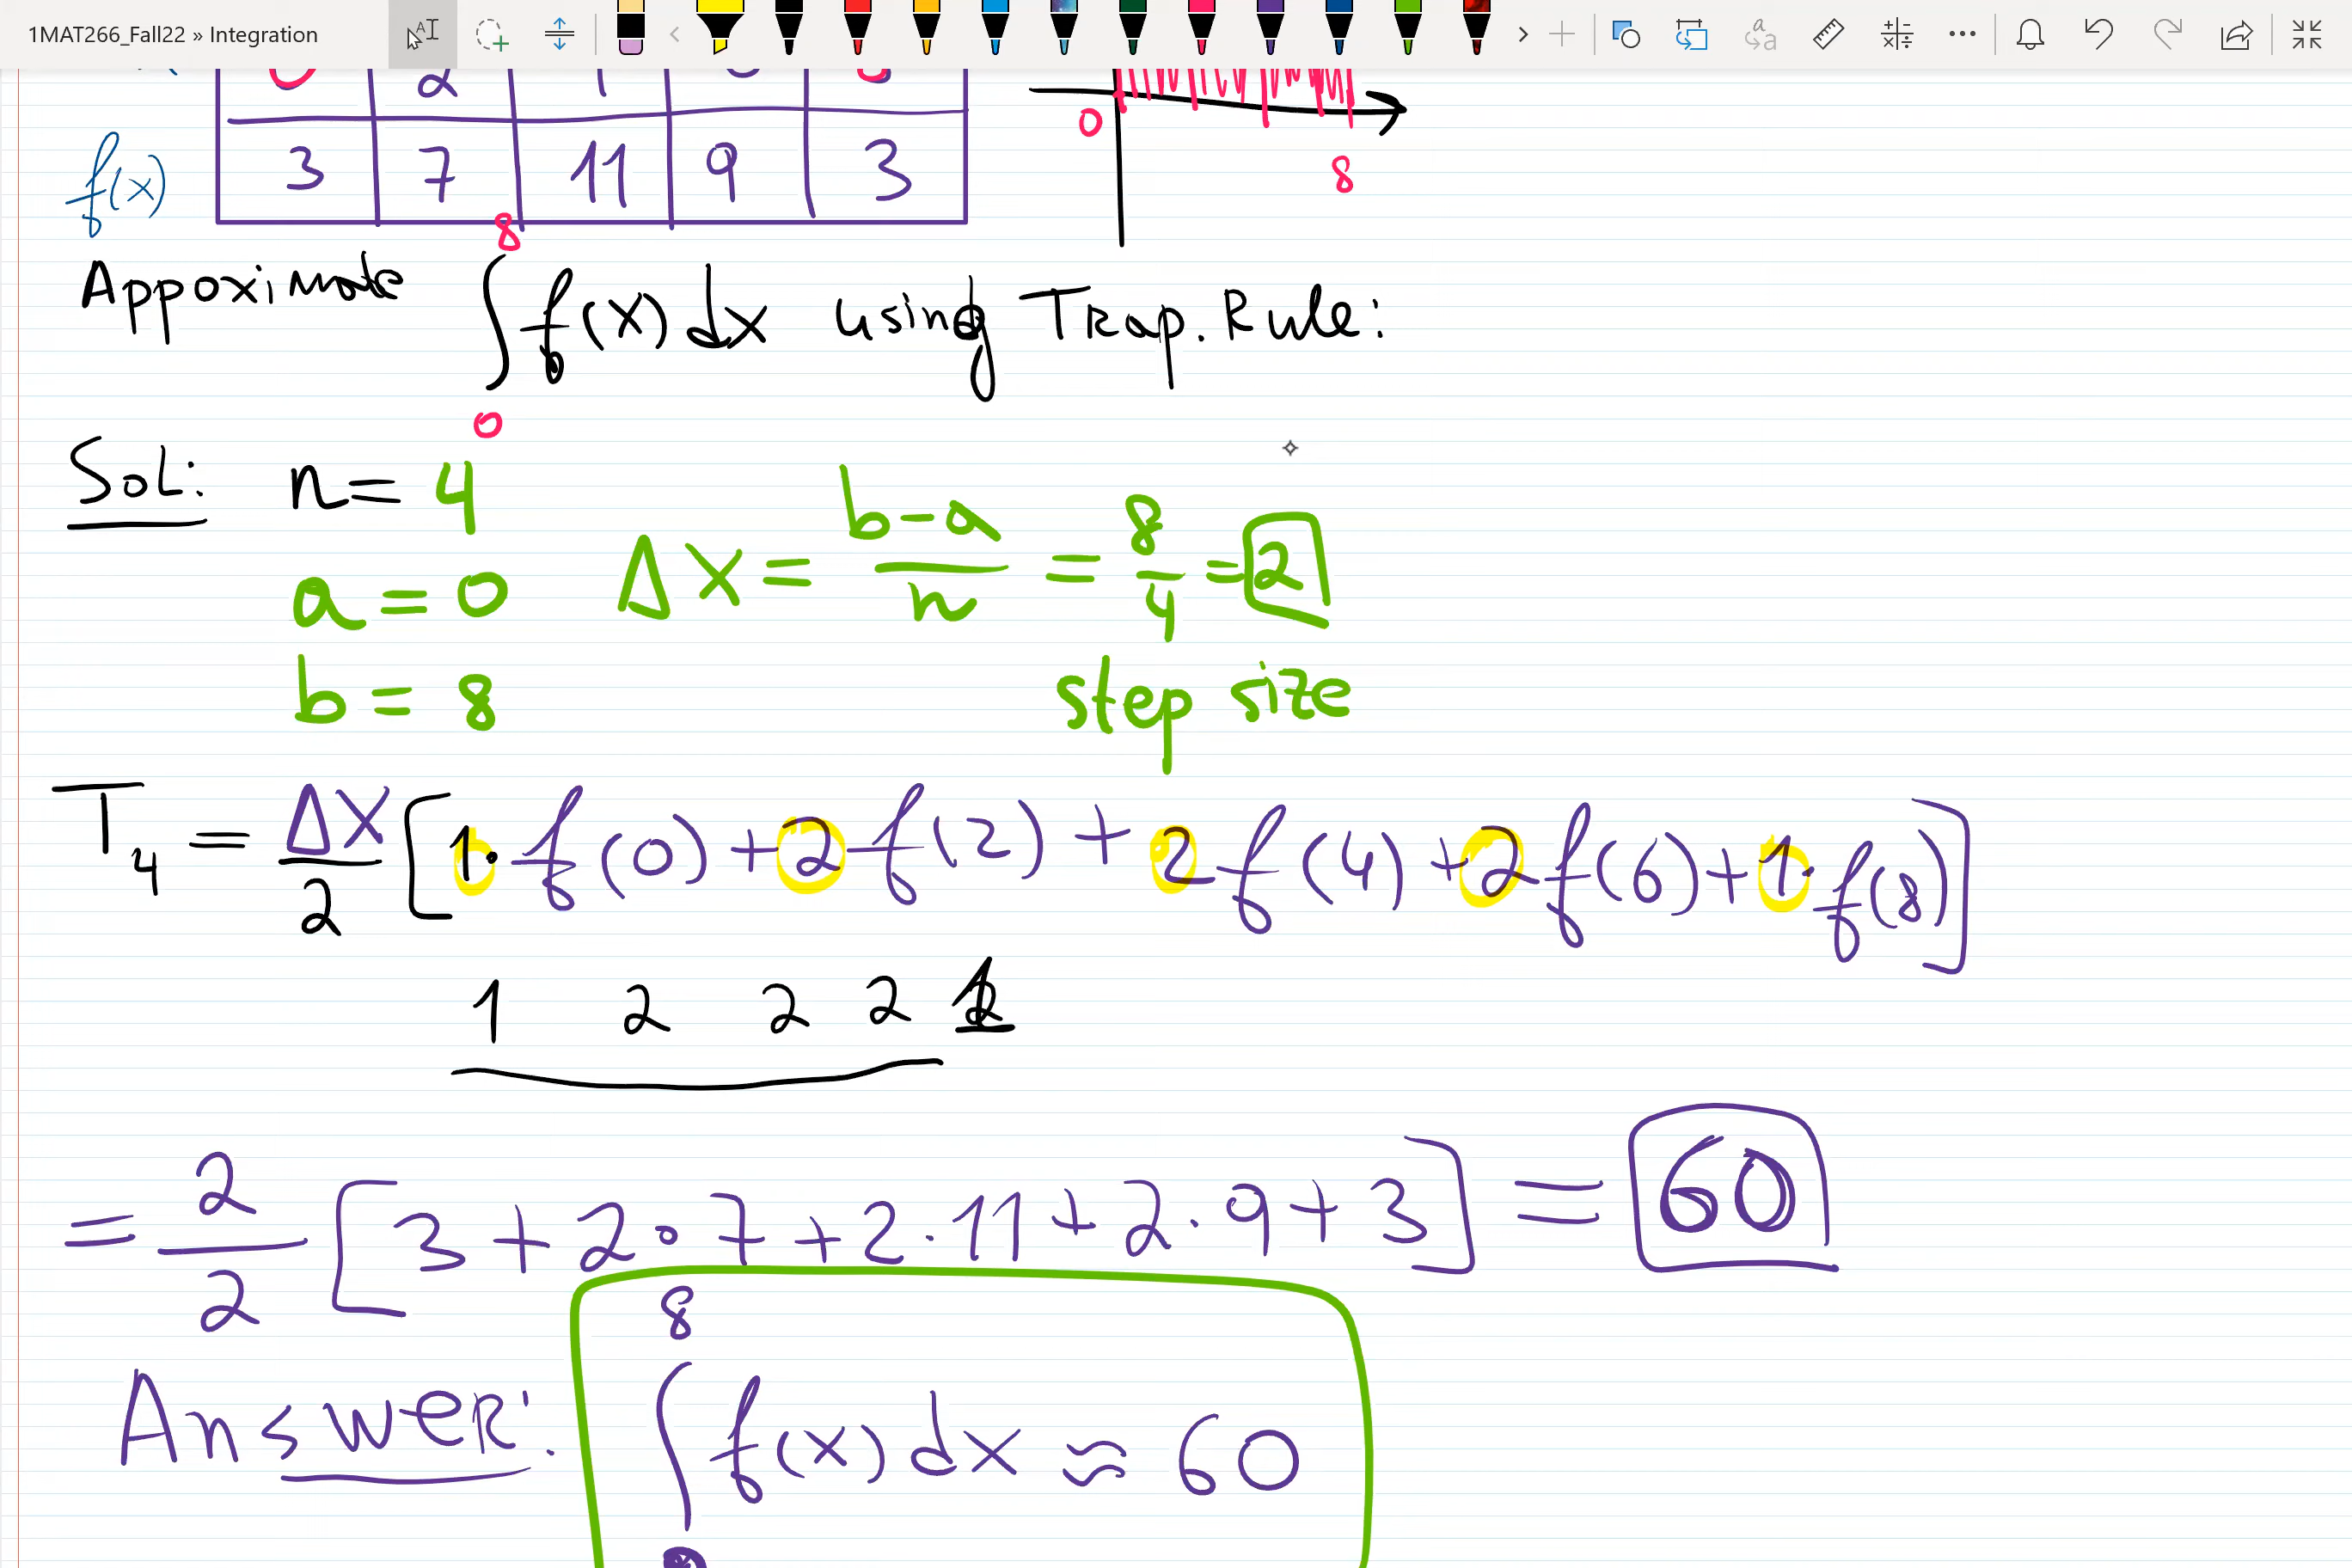 1MAT266_Fall22 » Integration
f(x) 3 7 11 9 3
0 8
Appoximate ∫₀⁸ f(x) dx using Trap. Rule:
Sol: n = 4
a = 0 Δx = (b-a)/n = 8/4 = 2
b = 8 step size
T₄ = Δx/2 [1·f(0) + 2f(2) + 2f(4) + 2f(6) + 1·f(8)]
1 2 2 2 1
= 2/2 [3 + 2·7 + 2·11 + 2·9 + 3] = 60
Answer: ∫⁸ f(x) dx ≈ 60